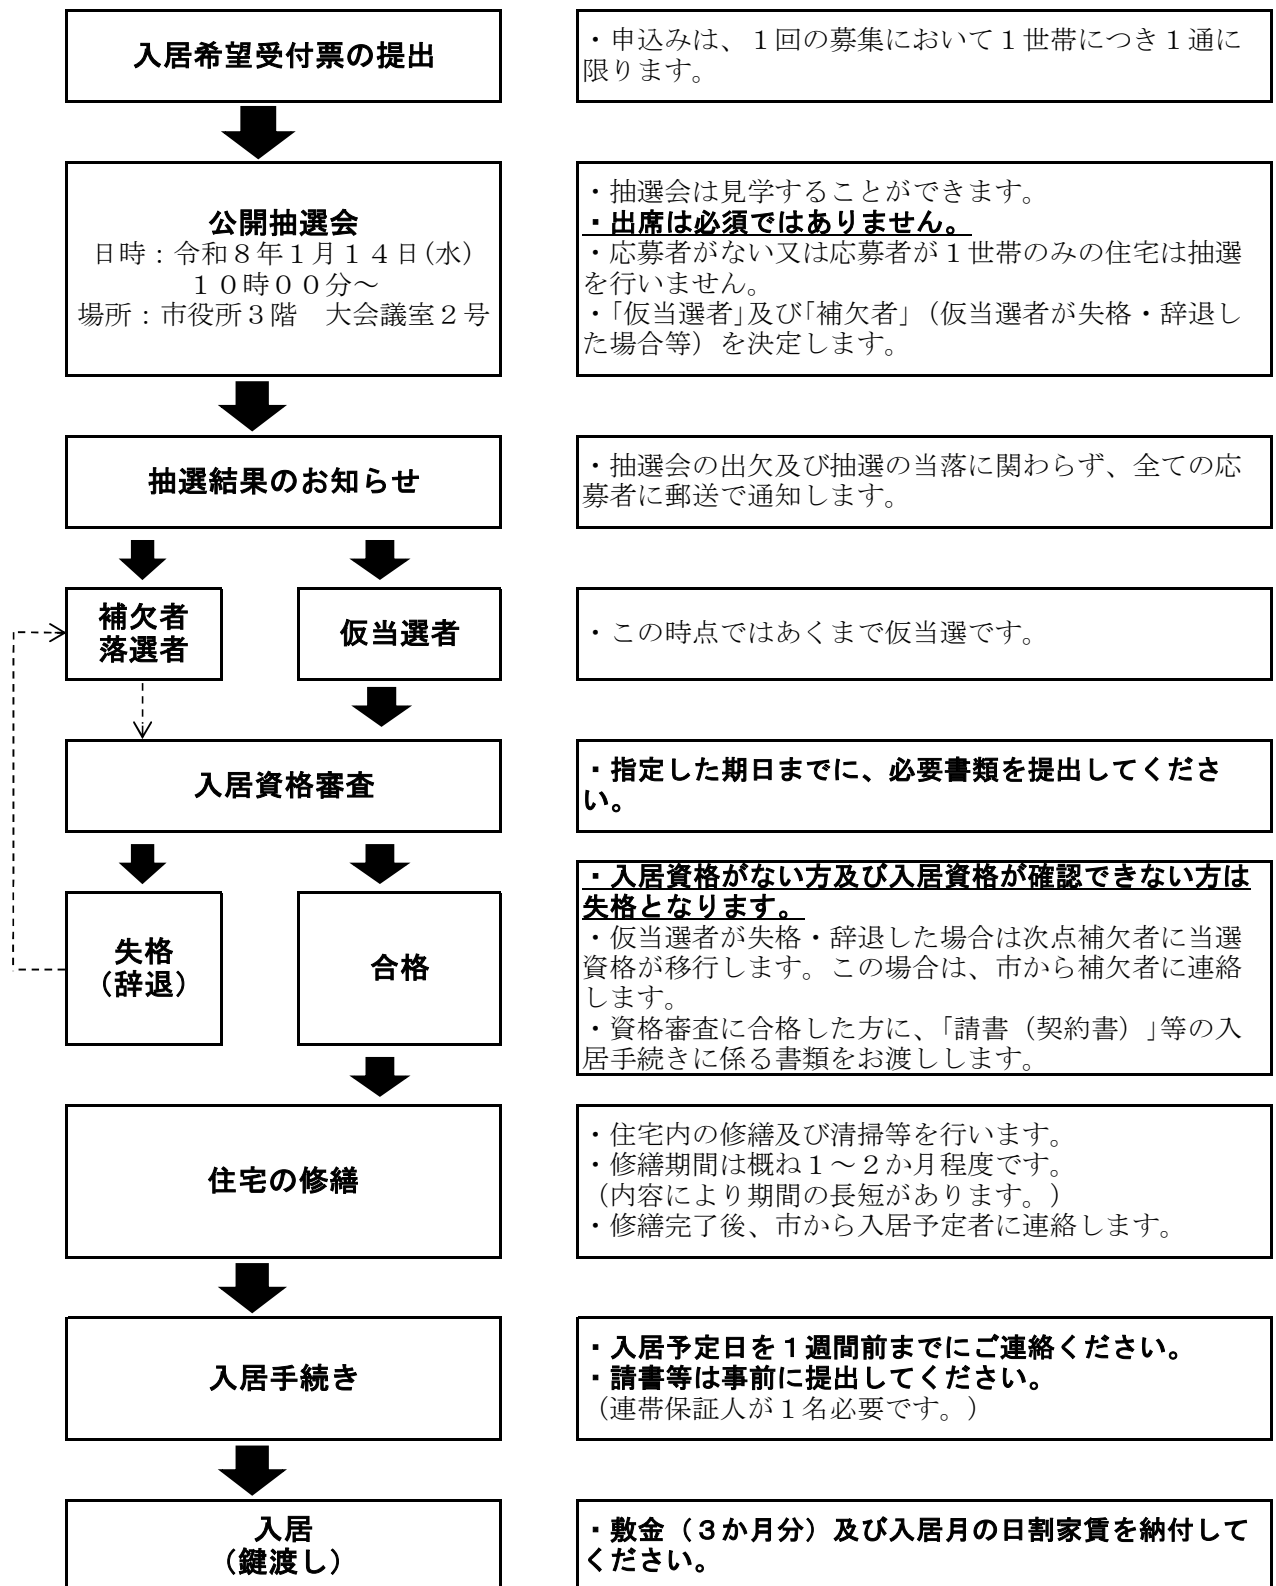 入居希望受付票の提出
・申込みは、１回の募集において１世帯につき１通に
限ります。
公開抽選会
日時：令和８年１月１４日(水)
１０時００分～
場所：市役所３階　大会議室２号
・抽選会は見学することができます。
・出席は必須ではありません。
・応募者がない又は応募者が１世帯のみの住宅は抽選
を行いません。
・「仮当選者」及び「補欠者」（仮当選者が失格・辞退し
た場合等）を決定します。
抽選結果のお知らせ
・抽選会の出欠及び抽選の当落に関わらず、全ての応
募者に郵送で通知します。
補欠者
落選者
仮当選者
・この時点ではあくまで仮当選です。
入居資格審査
・指定した期日までに、必要書類を提出してくださ
い。
失格
（辞退）
合格
・入居資格がない方及び入居資格が確認できない方は
失格となります。
・仮当選者が失格・辞退した場合は次点補欠者に当選
資格が移行します。この場合は、市から補欠者に連絡
します。
・資格審査に合格した方に、「請書（契約書）」等の入
居手続きに係る書類をお渡しします。
住宅の修繕
・住宅内の修繕及び清掃等を行います。
・修繕期間は概ね１～２か月程度です。
（内容により期間の長短があります。）
・修繕完了後、市から入居予定者に連絡します。
入居手続き
・入居予定日を１週間前までにご連絡ください。
・請書等は事前に提出してください。
（連帯保証人が１名必要です。）
入居
（鍵渡し）
・敷金（３か月分）及び入居月の日割家賃を納付して
ください。